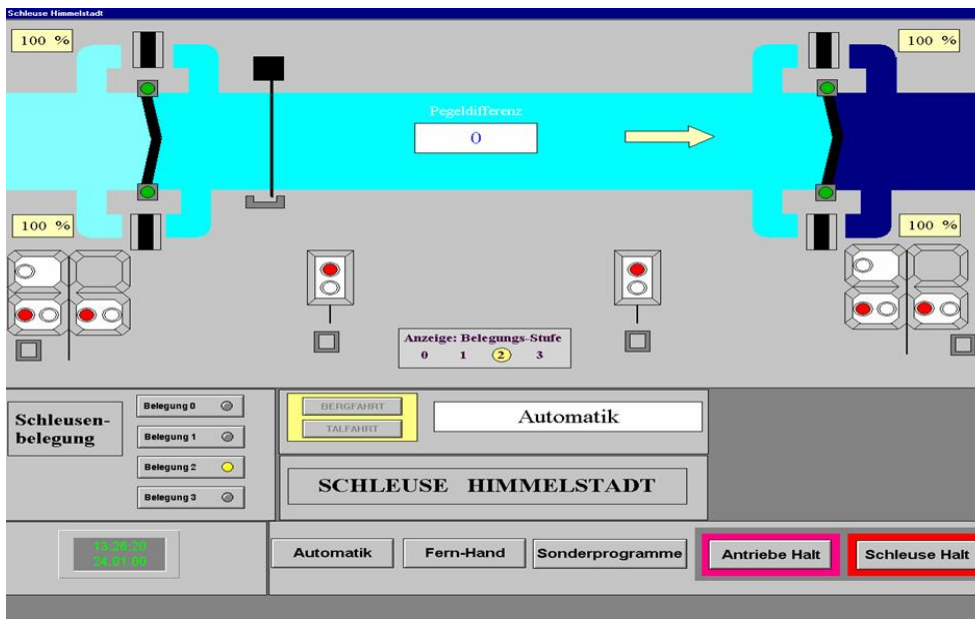 Schleuse Himmelstadt
100 %
100 %
Pegeldifferenz
0
100 %
100 %
Anzeige: Belegungs-Stufe
0 1 2 3
Schleusen-
belegung
Belegung 0
Belegung 1
Belegung 2
Belegung 3
BERGFAHRT
TALFAHRT
Automatik
SCHLEUSE HIMMELSTADT
13:26:20
24.01.00
Automatik
Fern-Hand
Sonderprogramme
Antriebe Halt
Schleuse Halt